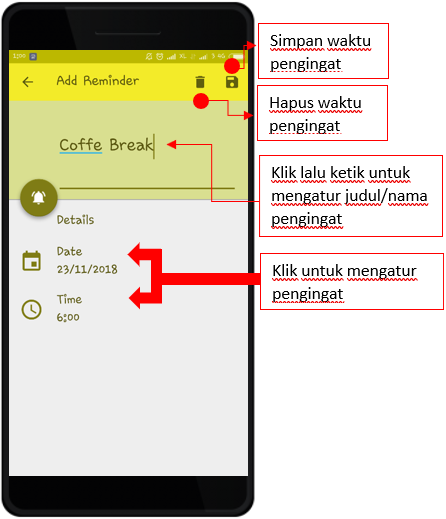 Add Reminder
Simpan waktu
pengingat
Hapus waktu
pengingat
Coffe Break
Klik lalu ketik untuk
mengatur judul/nama
pengingat
Details
Date
23/11/2018
Time
6:00
Klik untuk mengatur
pengingat